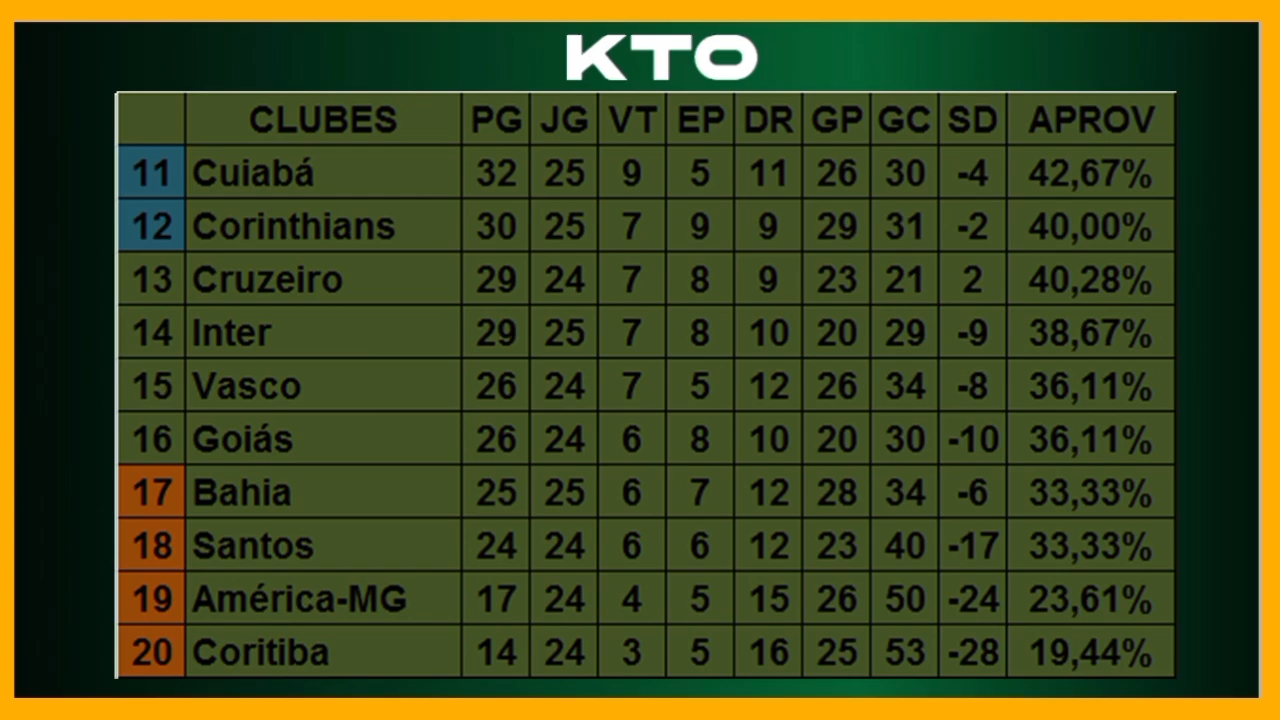 KTO
CLUBES PG JG VT EP DR GP GC SD APROV
11 Cuiabá 32 25 9 5 11 26 30 -4 42,67%
12 Corinthians 30 25 7 9 9 29 31 -2 40,00%
13 Cruzeiro 29 24 7 8 9 23 21 2 40,28%
14 Inter 29 25 7 8 10 20 29 -9 38,67%
15 Vasco 26 24 7 5 12 26 34 -8 36,11%
16 Goiás 26 24 6 8 10 20 30 -10 36,11%
17 Bahia 25 25 6 7 12 28 34 -6 33,33%
18 Santos 24 24 6 6 12 23 40 -17 33,33%
19 América-MG 17 24 4 5 15 26 50 -24 23,61%
20 Coritiba 14 24 3 5 16 25 53 -28 19,44%